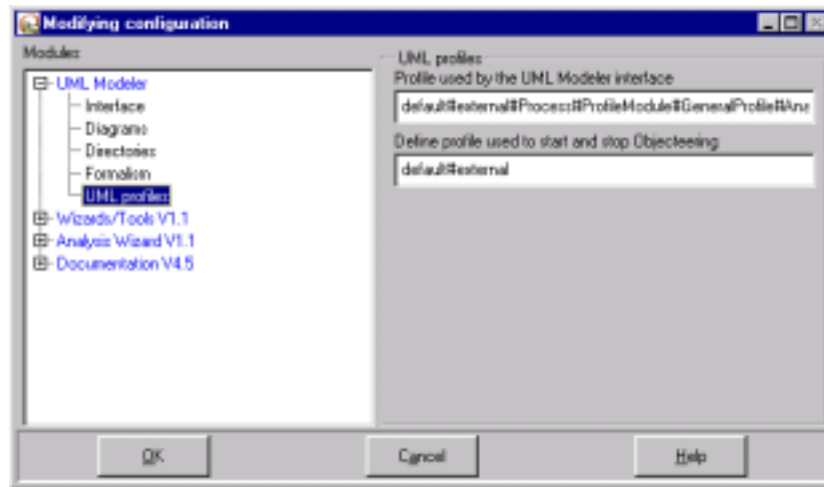 Modifying configuration
Modules
UML Modeler
Interface
Diagrams
Directories
Formalism
UML profiles
Wizards/Tools V1.1
Analysis Wizard V1.1
Documentation V4.5
UML profiles
Profile used by the UML Modeler interface
default#external#Process#ProfileModule#GeneralProfile#Ana
Define profile used to start and stop Objecteering
default#external
OK
Cancel
Help